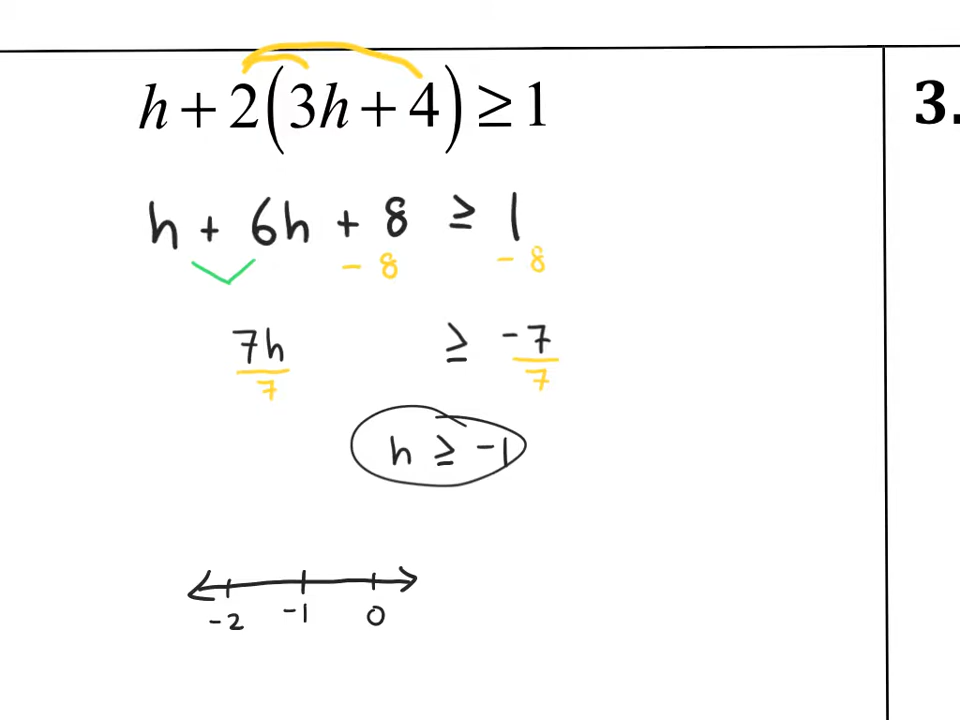 h + 2(3h + 4) ≥ 1
3.
h + 6h + 8 ≥ 1
- 8 - 8
7h ≥ -7
7 7
h ≥ -1
-2 -1 0